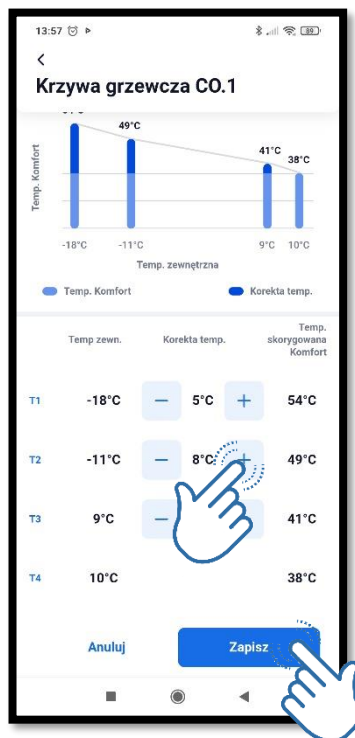 13:57
39
Krzywa grzewcza CO.1
49°C
41°C
38°C
Temp. Komfort
-18°C -11°C 9°C 10°C
Temp. zewnętrzna
Temp. Komfort Korekta temp.
Temp zewn. Korekta temp. Temp. skorygowana Komfort
T1 -18°C − 5°C + 54°C
T2 -11°C − 8°C + 49°C
T3 9°C − 41°C
T4 10°C 38°C
Anuluj Zapisz